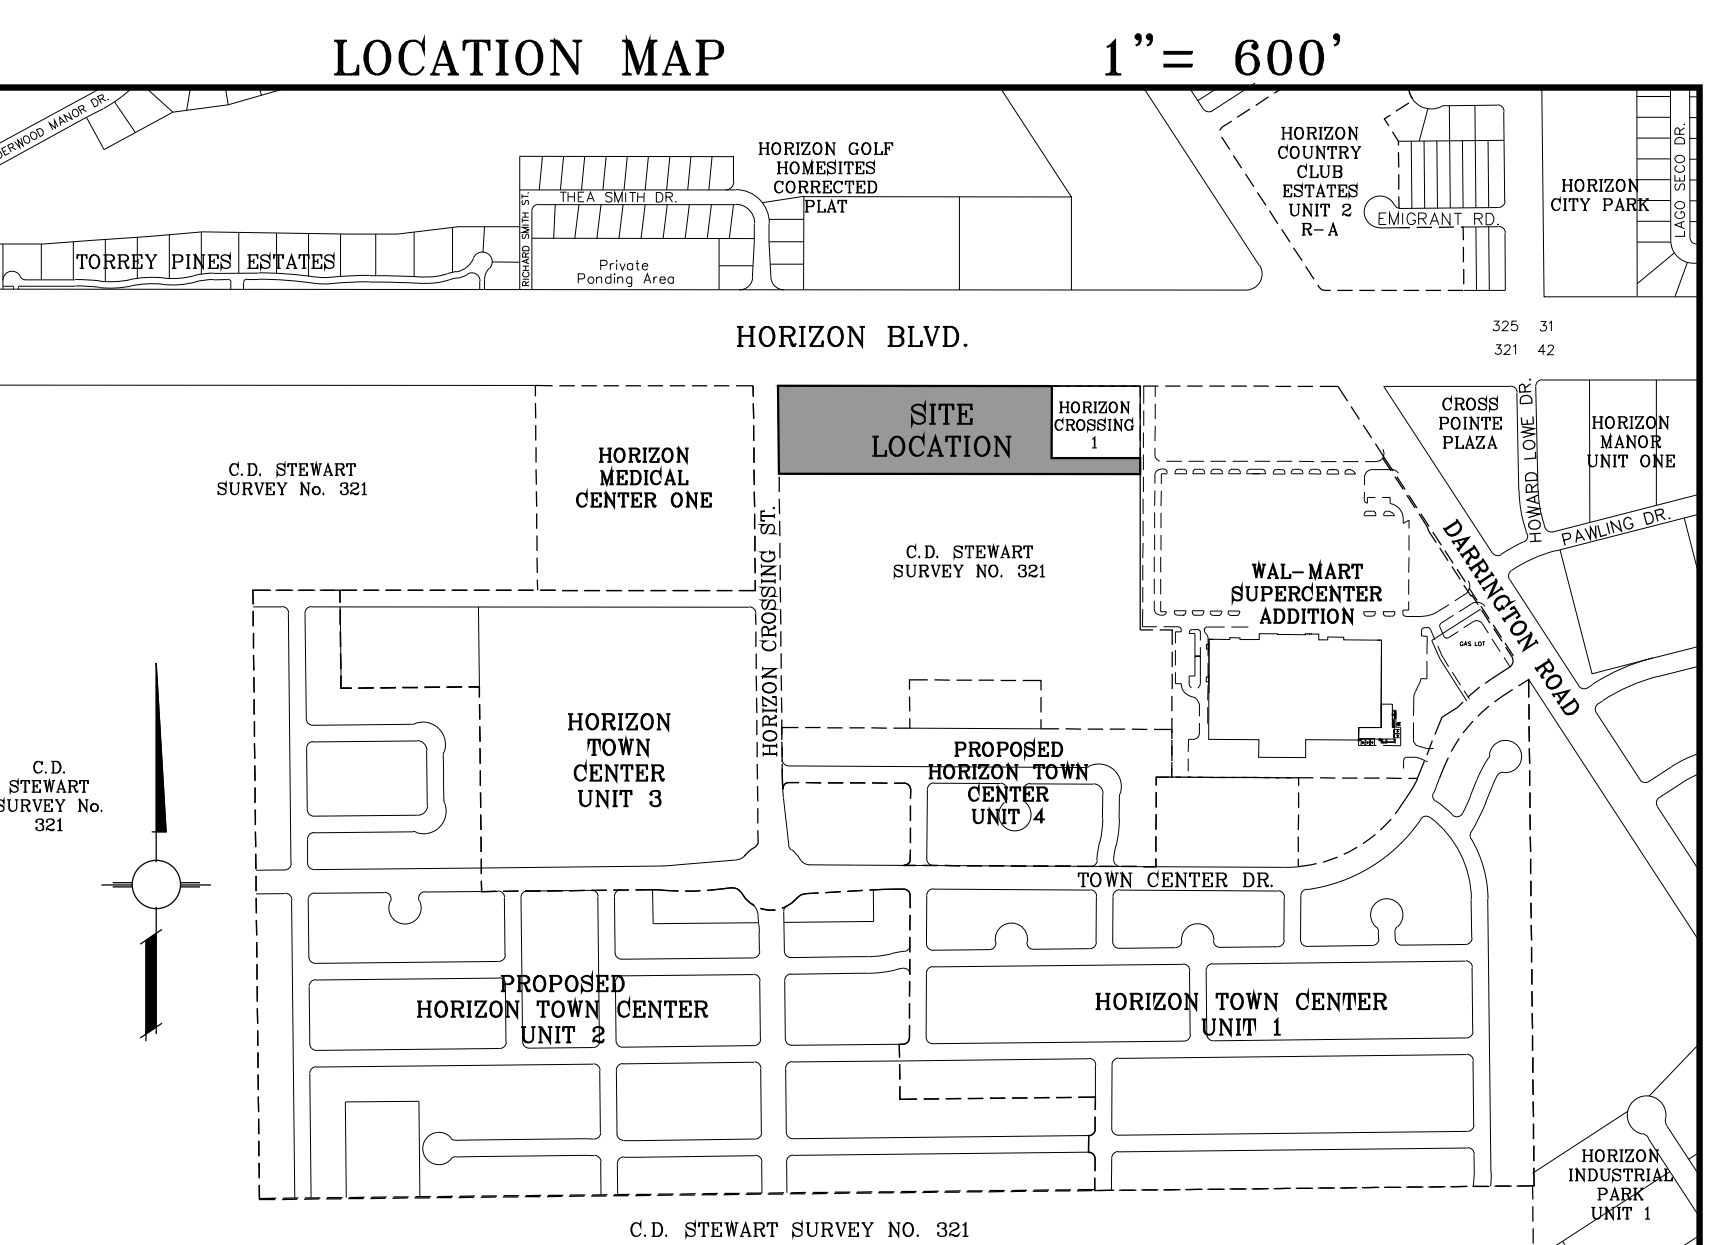 LOCATION MAP 1"= 600'
DERWOOD MANOR DR.
HORIZON GOLF
HOMESITES
CORRECTED
PLAT
HORIZON
COUNTRY
CLUB
ESTATES
UNIT 2
R-A
HORIZON
CITY PARK
LAGO SECO DR.
THEA SMITH DR.
RICHARD SMITH ST.
EMIGRANT RD.
TORREY PINES ESTATES
Private
Ponding Area
HORIZON BLVD.
325 31
321 42
SITE
LOCATION
HORIZON
CROSSING
1
CROSS
POINTE
PLAZA
HOWARD LOWE DR.
HORIZON
MANOR
UNIT ONE
C.D. STEWART
SURVEY No. 321
HORIZON
MEDICAL
CENTER ONE
HORIZON CROSSING ST.
C.D. STEWART
SURVEY NO. 321
PAWLING DR.
DARRINGTON ROAD
WAL-MART
SUPERCENTER
ADDITION
GAS LOT
HORIZON
TOWN
CENTER
UNIT 3
PROPOSED
HORIZON TOWN
CENTER
UNIT 4
C.D.
STEWART
SURVEY No.
321
TOWN CENTER DR.
PROPOSED
HORIZON TOWN CENTER
UNIT 2
HORIZON TOWN CENTER
UNIT 1
HORIZON
INDUSTRIAL
PARK
UNIT 1
C.D. STEWART SURVEY NO. 321